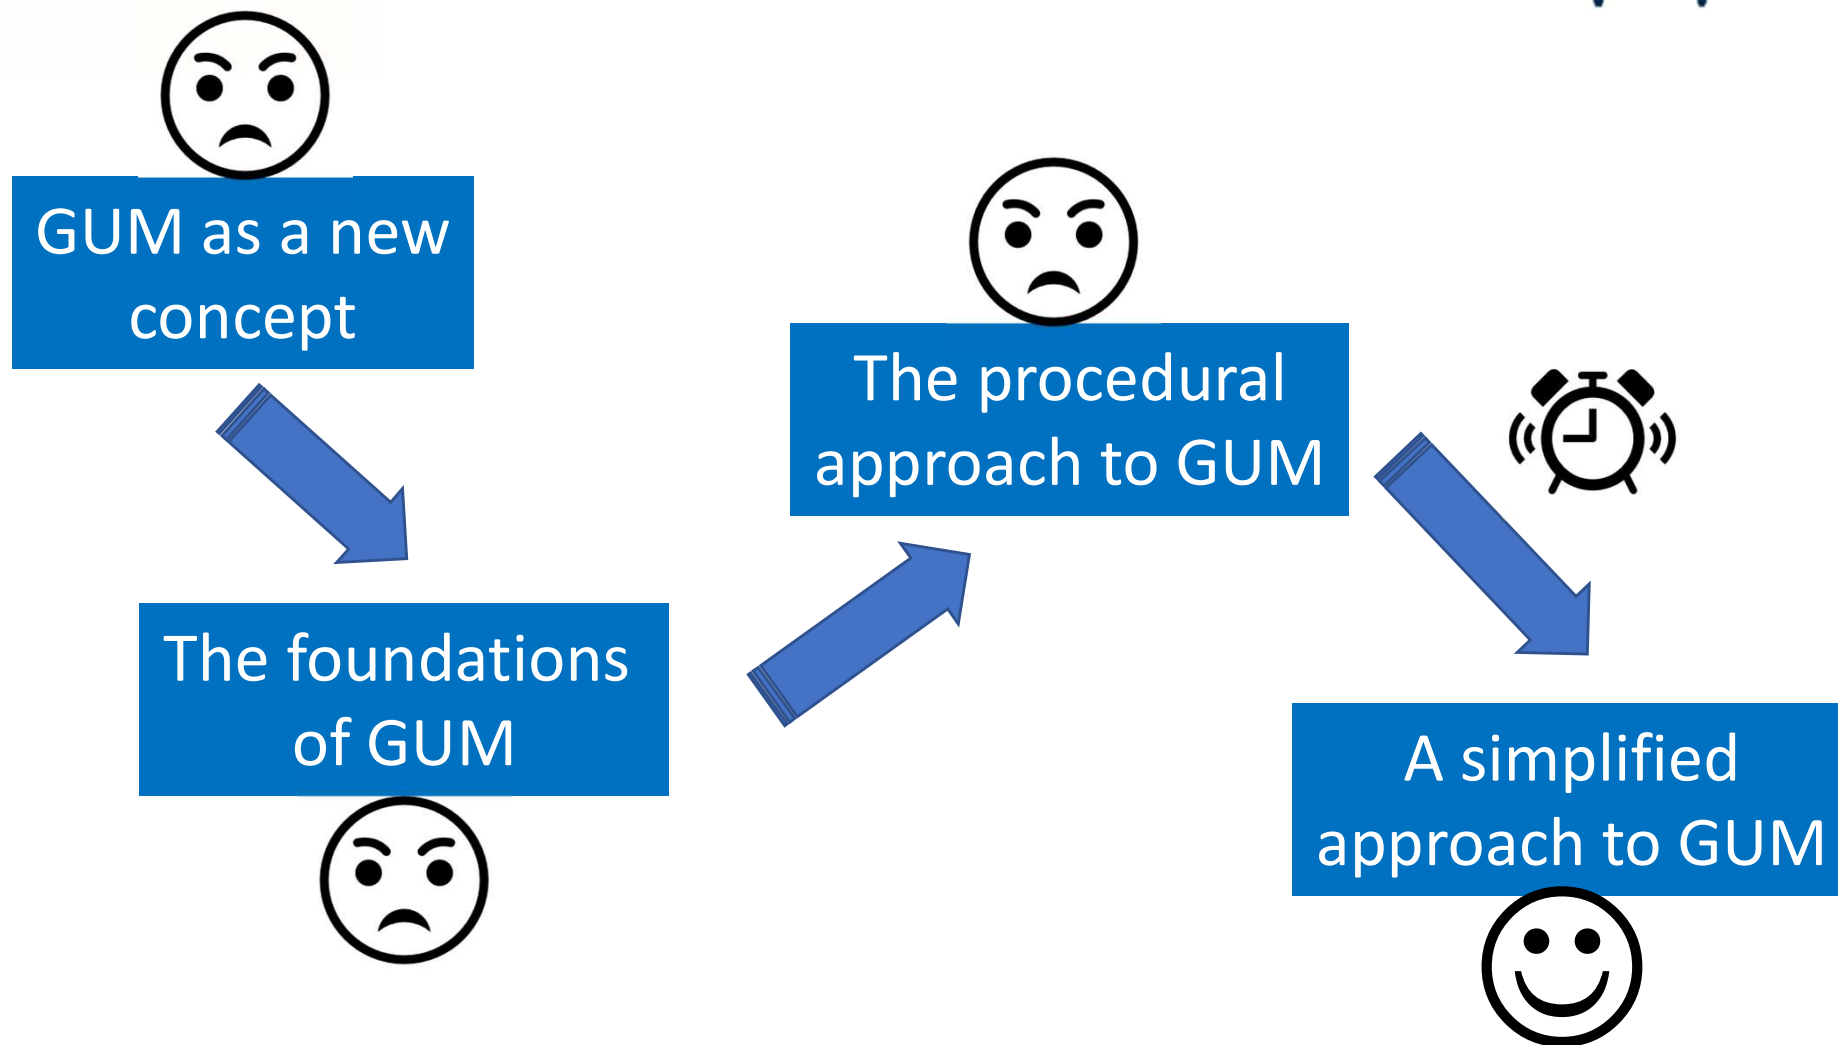 GUM as a new
concept
The foundations
of GUM
The procedural
approach to GUM
A simplified
approach to GUM